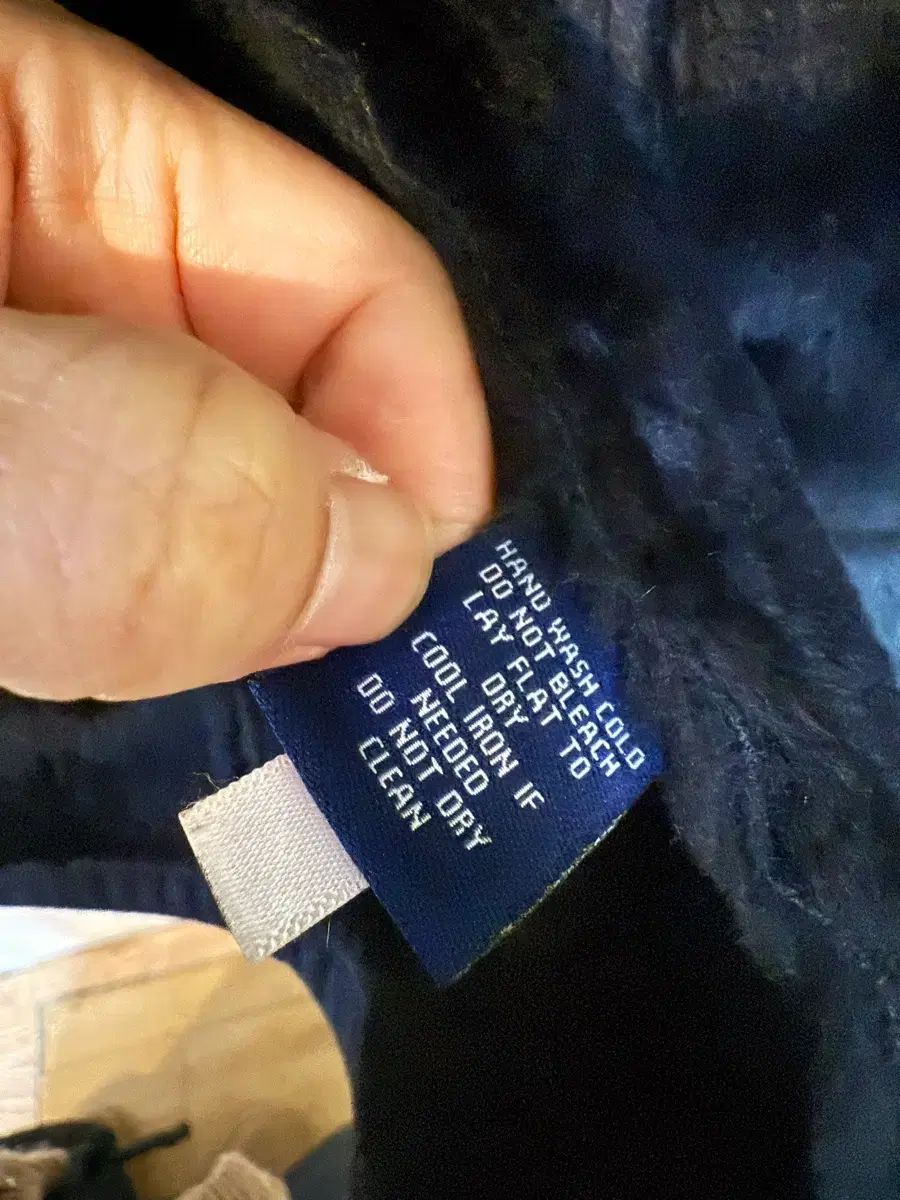 HAND WASH COLD
DO NOT BLEACH
LAY FLAT TO
DRY
COOL IRON IF
NEEDED
DO NOT DRY
CLEAN